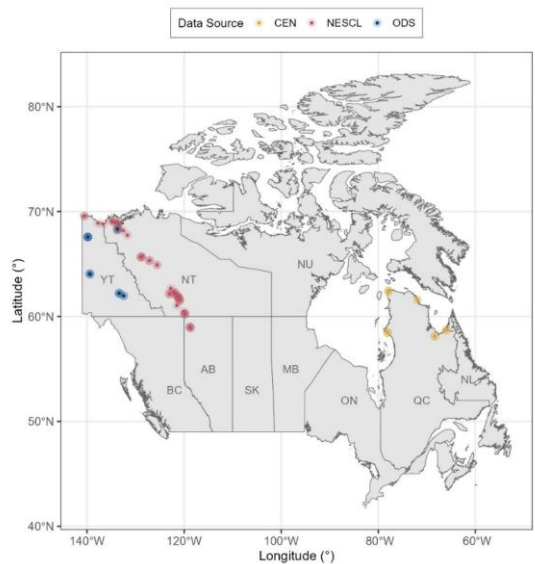 Data Source CEN NESCL ODS
80°N
70°N
60°N
50°N
40°N
Latitude (°)
YT
NT
NU
BC
AB
SK
MB
ON
QC
NL
140°W 120°W 100°W 80°W 60°W
Longitude (°)